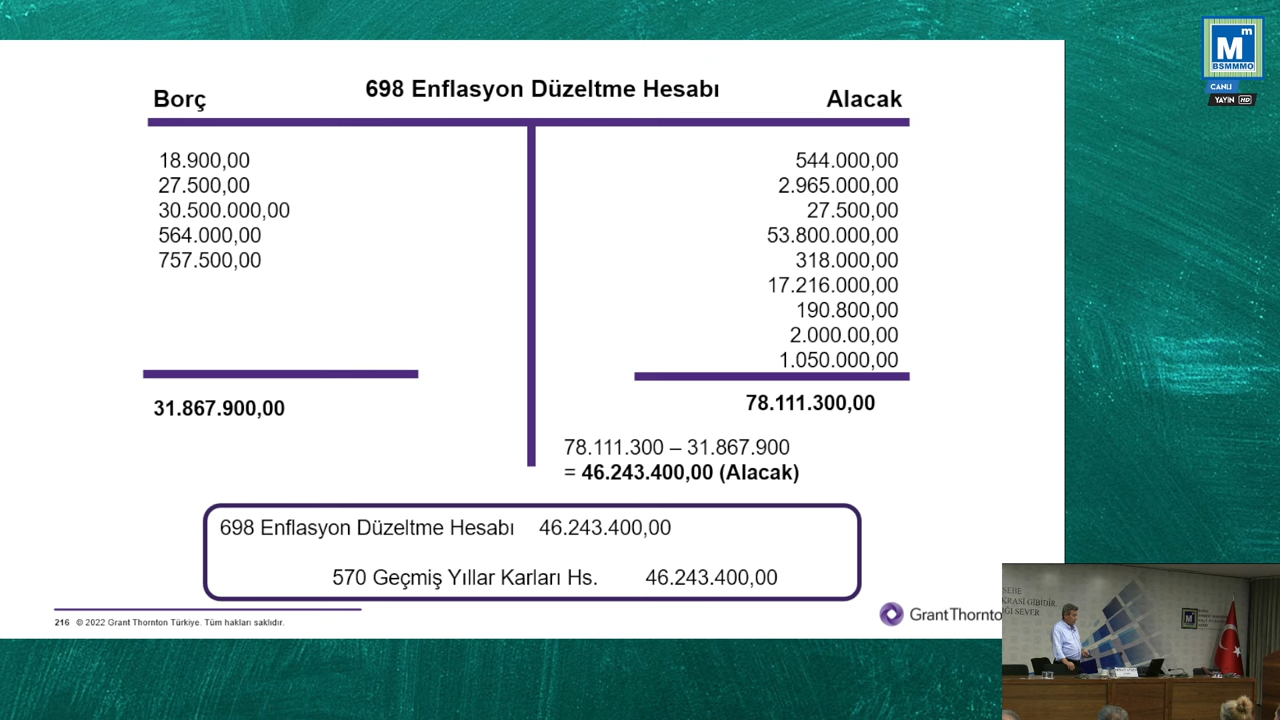 M m
BSMMMO
CANLI
YAYIN HD
698 Enflasyon Düzeltme Hesabı
Borç
Alacak
18.900,00
27.500,00
30.500.000,00
564.000,00
757.500,00
544.000,00
2.965.000,00
27.500,00
53.800.000,00
318.000,00
17.216.000,00
190.800,00
2.000.00,00
1.050.000,00
31.867.900,00
78.111.300,00
78.111.300 – 31.867.900
= 46.243.400,00 (Alacak)
698 Enflasyon Düzeltme Hesabı 46.243.400,00
570 Geçmiş Yıllar Karları Hs. 46.243.400,00
216 © 2022 Grant Thornton Türkiye. Tüm hakları saklıdır.
GrantThornto
GİBİDİR.
SEVER